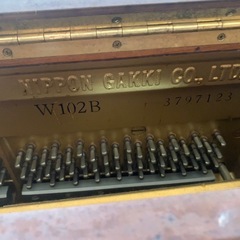 NIPPON GAKKI CO., LTD.
W102B 3797123